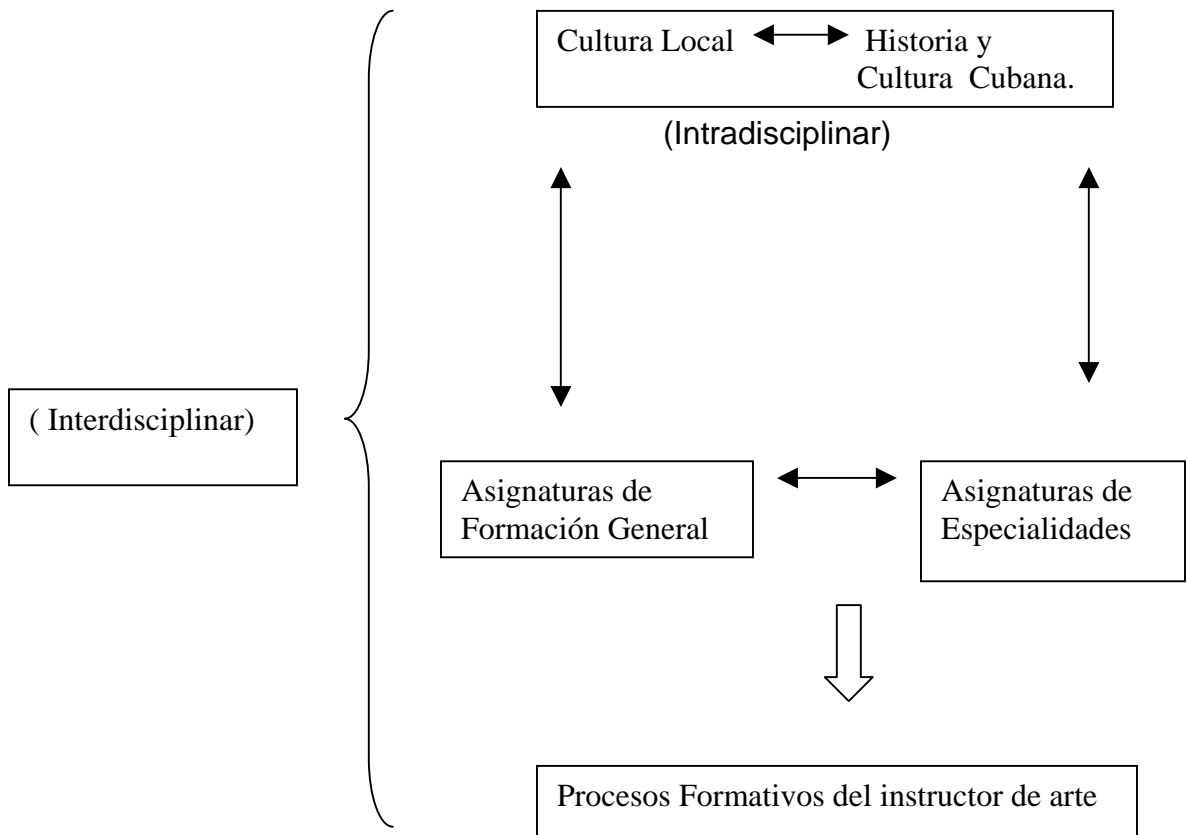 Cultura Local Historia y
Cultura Cubana.
(Intradisciplinar)
( Interdisciplinar)
Asignaturas de
Formación General
Asignaturas de
Especialidades
Procesos Formativos del instructor de arte